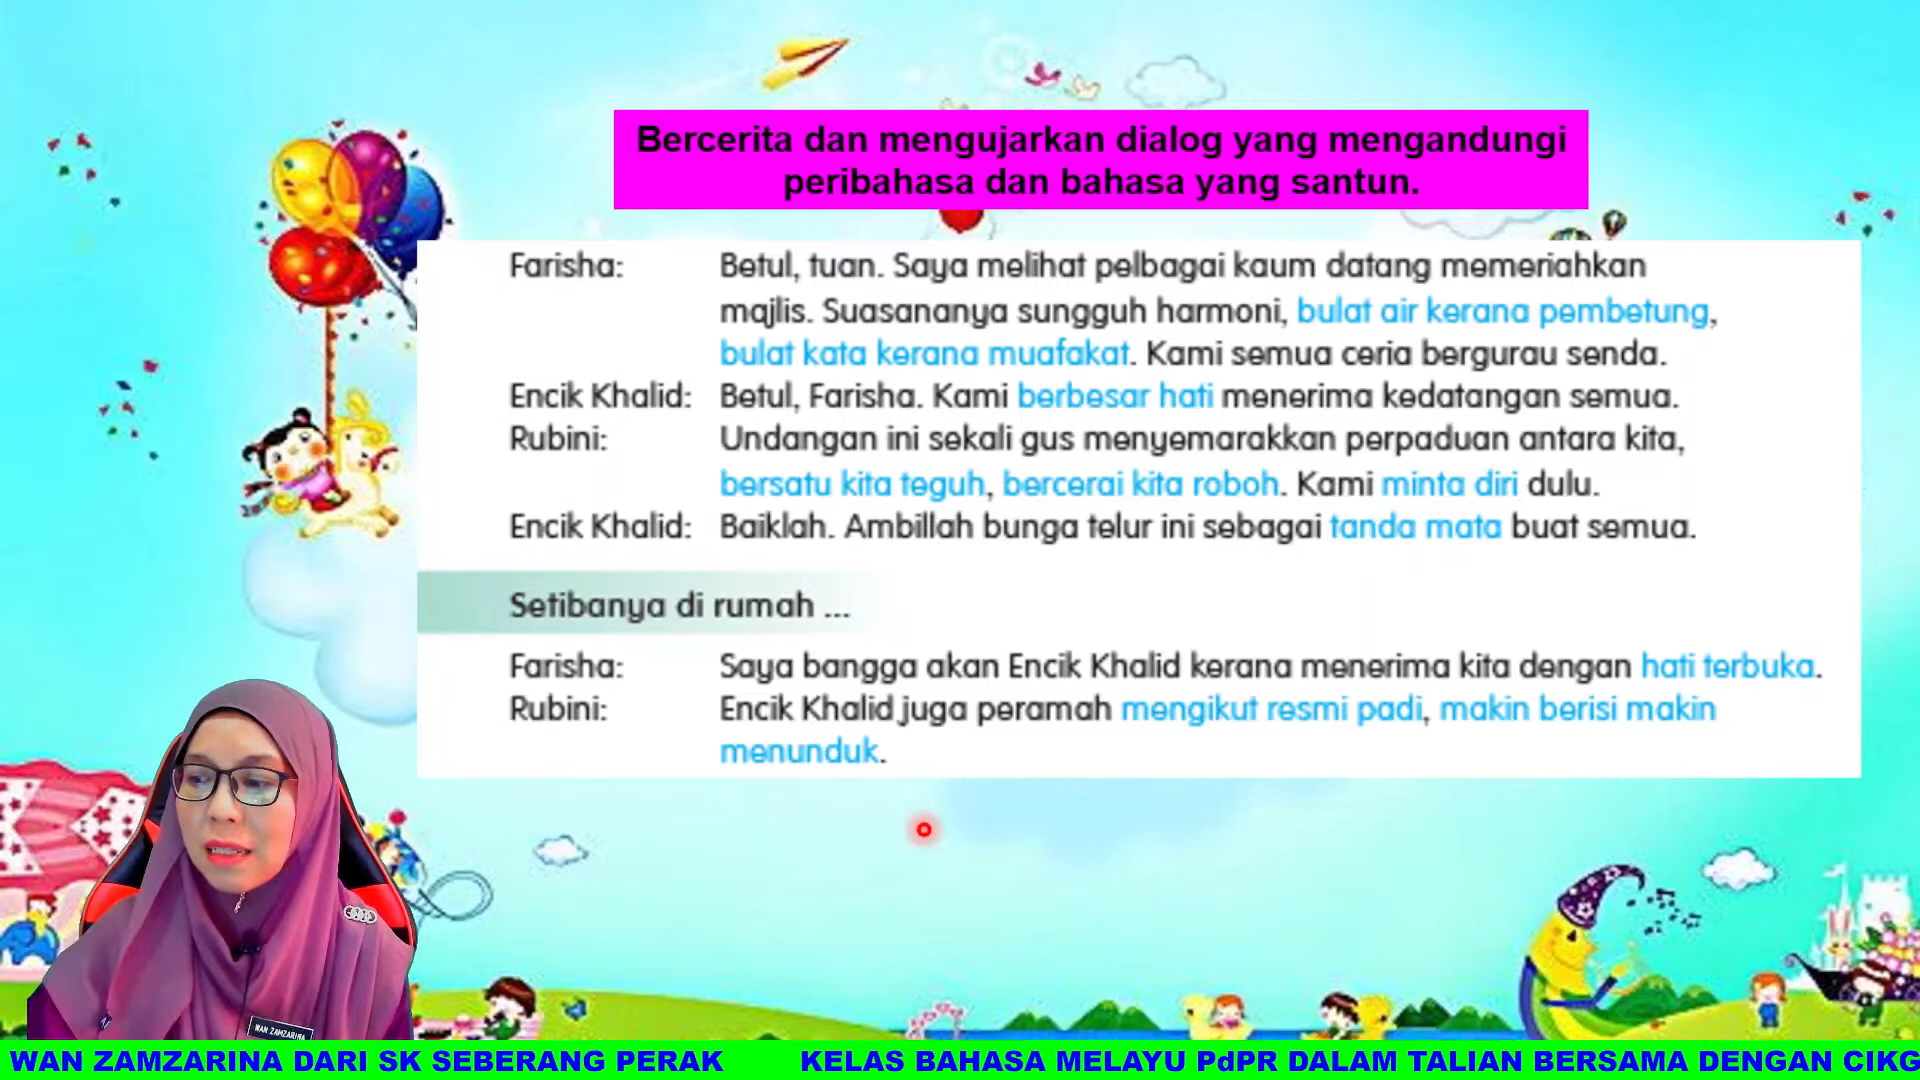 Bercerita dan mengujarkan dialog yang mengandungi
peribahasa dan bahasa yang santun.
Farisha: Betul, tuan. Saya melihat pelbagai kaum datang memeriahkan
majlis. Suasananya sungguh harmoni, bulat air kerana pembetung,
bulat kata kerana muafakat. Kami semua ceria bergurau senda.
Encik Khalid: Betul, Farisha. Kami berbesar hati menerima kedatangan semua.
Rubini: Undangan ini sekali gus menyemarakkan perpaduan antara kita,
bersatu kita teguh, bercerai kita roboh. Kami minta diri dulu.
Encik Khalid: Baiklah. Ambillah bunga telur ini sebagai tanda mata buat semua.
Setibanya di rumah ...
Farisha: Saya bangga akan Encik Khalid kerana menerima kita dengan hati terbuka.
Rubini: Encik Khalid juga peramah mengikut resmi padi, makin berisi makin
menunduk.
WAN ZAMZARINA
WAN ZAMZARINA DARI SK SEBERANG PERAK KELAS BAHASA MELAYU PdPR DALAM TALIAN BERSAMA DENGAN CIKG